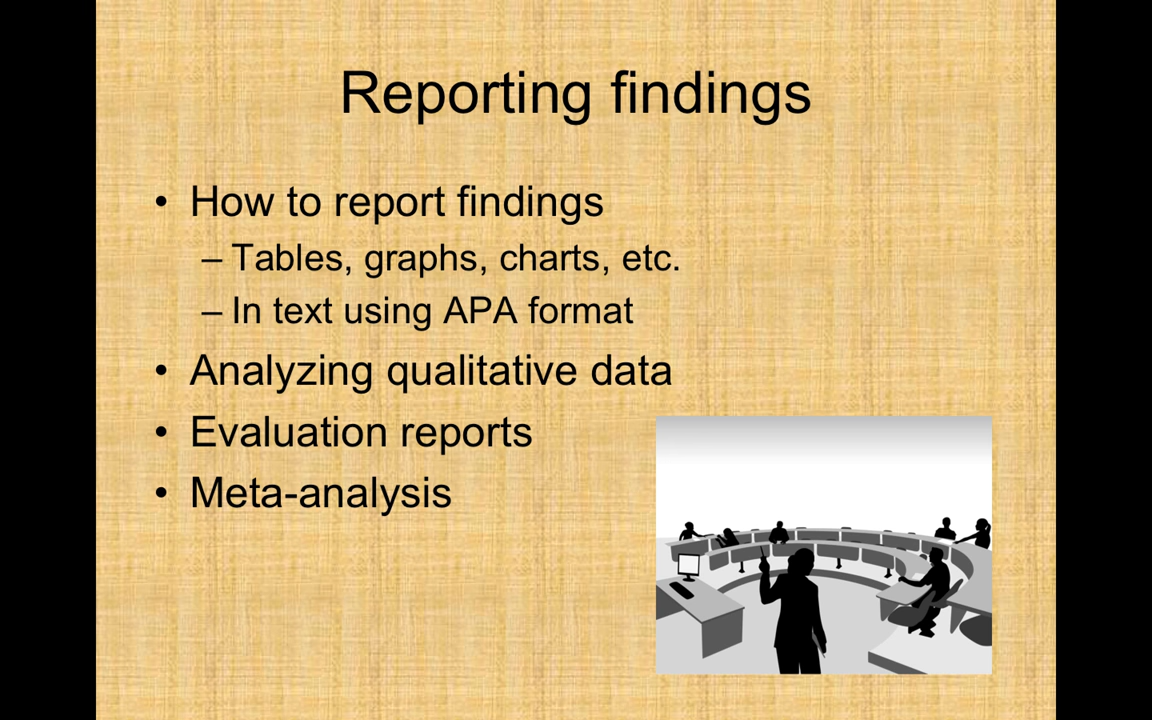 Reporting findings
• How to report findings
– Tables, graphs, charts, etc.
– In text using APA format
• Analyzing qualitative data
• Evaluation reports
• Meta-analysis